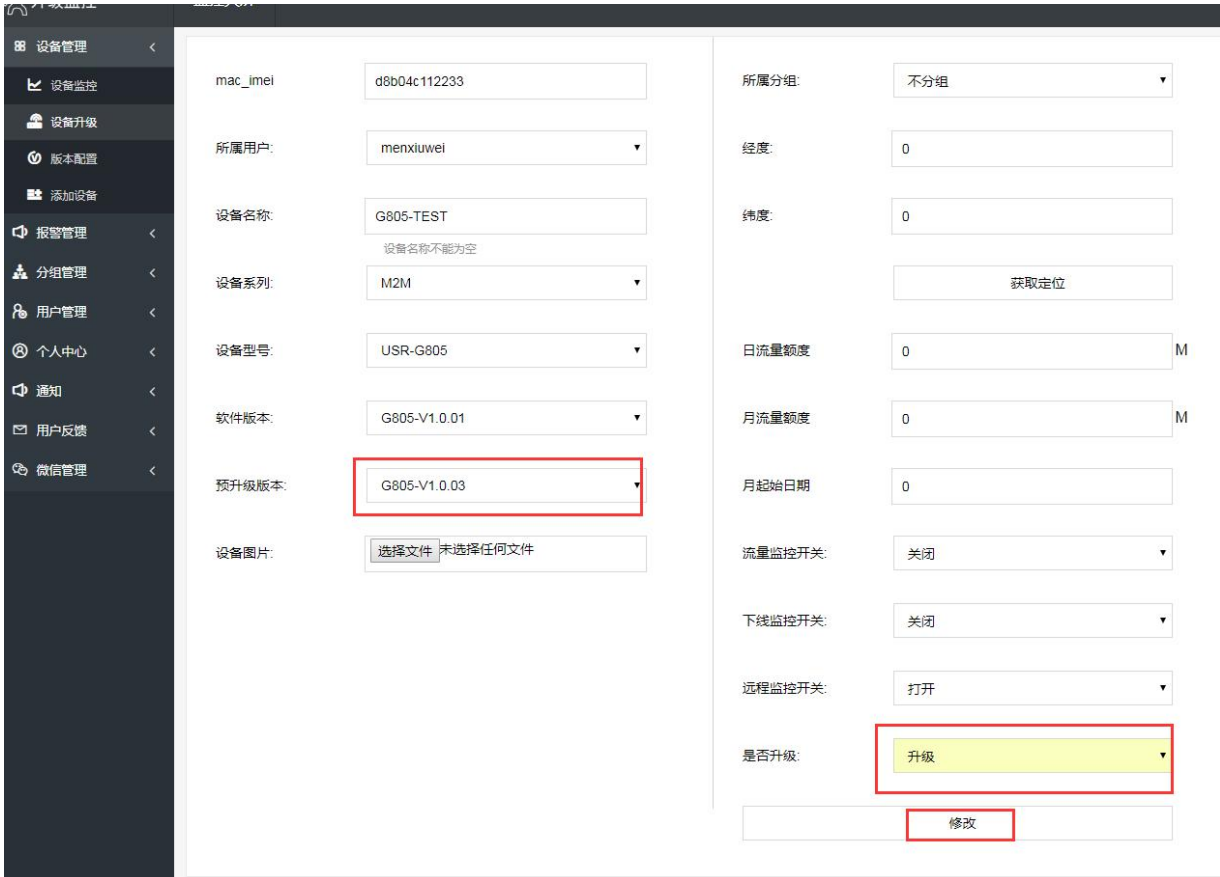 设备管理
设备监控
设备升级
版本配置
添加设备
报警管理
分组管理
用户管理
个人中心
通知
用户反馈
微信管理
mac_imei
d8b04c112233
所属用户:
menxiuwei
设备名称:
G805-TEST
设备名称不能为空
设备系列:
M2M
设备型号:
USR-G805
软件版本:
G805-V1.0.01
预升级版本:
G805-V1.0.03
设备图片:
选择文件 未选择任何文件
所属分组:
不分组
经度:
0
纬度:
0
获取定位
日流量额度
0
M
月流量额度
0
M
月起始日期
0
流量监控开关:
关闭
下线监控开关:
关闭
远程监控开关:
打开
是否升级:
升级
修改